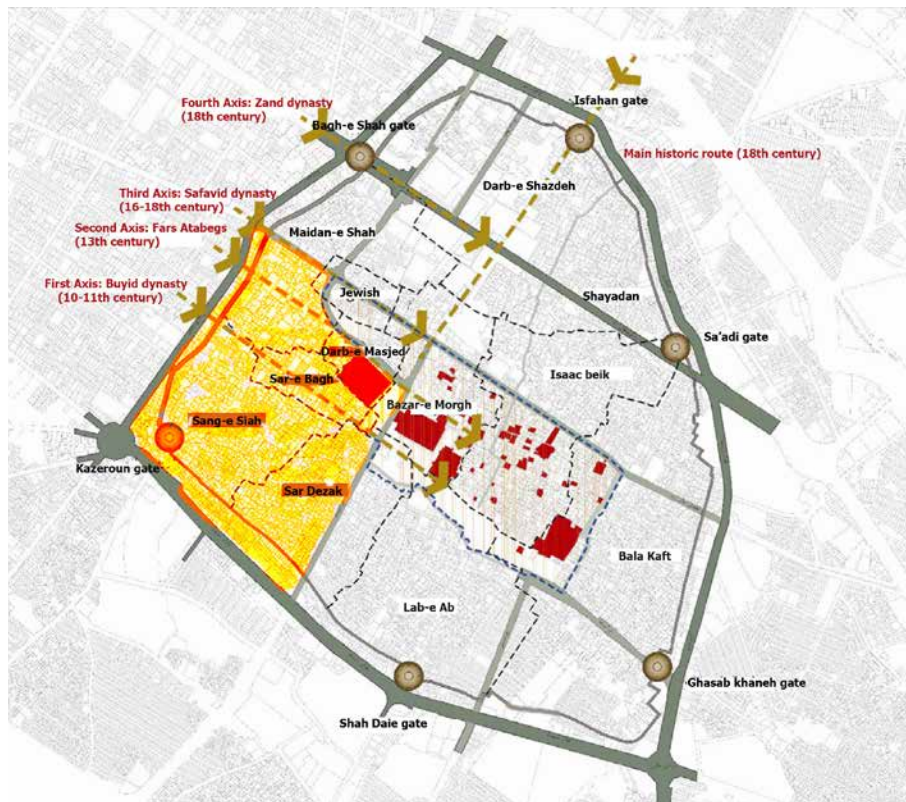 Isfahan gate
Fourth Axis: Zand dynasty
(18th century)
Bagh-e Shah gate
Main historic route (18th century)
Darb-e Shazdeh
Third Axis: Safavid dynasty
(16-18th century)
Second Axis: Fars Atabegs
(13th century)
Maidan-e Shah
First Axis: Buyid dynasty
(10-11th century)
Jewish
Shayadan
Sa'adi gate
Darb-e Masjed
Sar-e Bagh
Isaac beik
Bazar-e Morgh
Sang-e Siah
Kazeroun gate
Sar Dezak
Bala Kaft
Lab-e Ab
Ghasab khaneh gate
Shah Daie gate